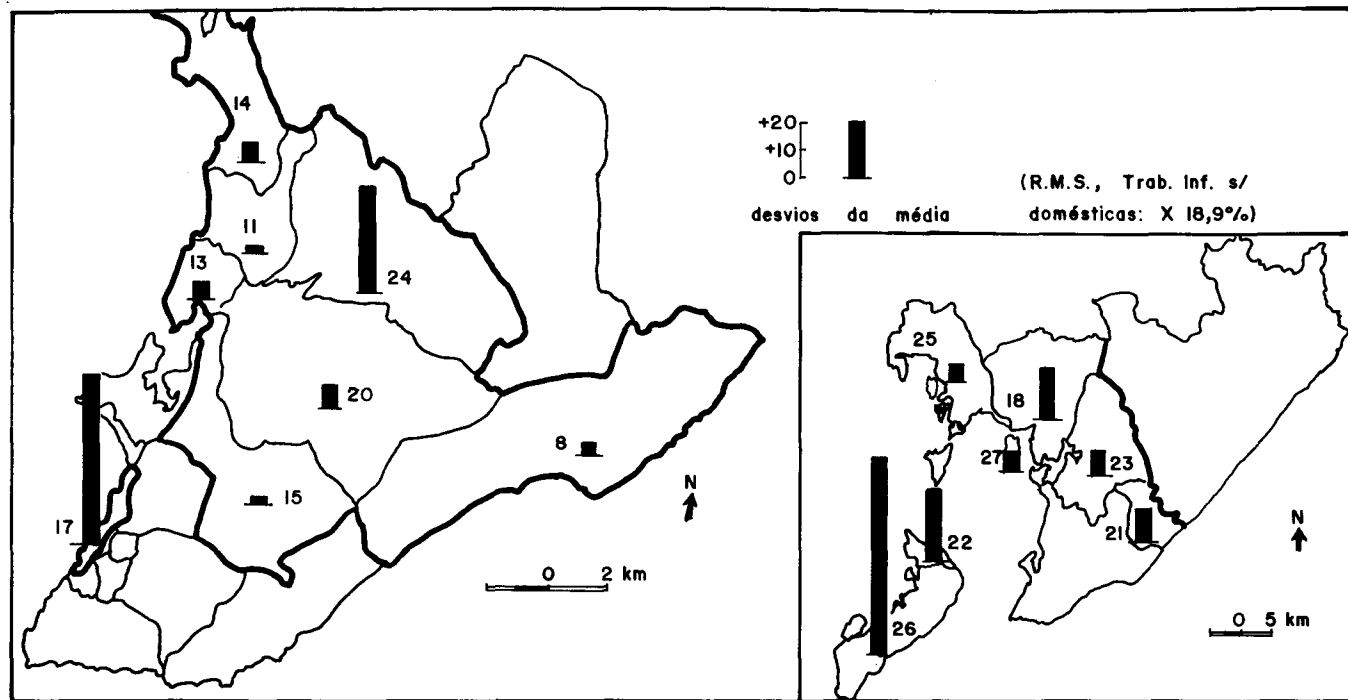 14
11
13
24
17
20
8
15
N
0 2 km
+20
+10
0
desvios da média
(R.M.S., Trab. Inf. s/
domésticas: X 18,9%)
25
18
27
23
22
21
26
N
0 5 km